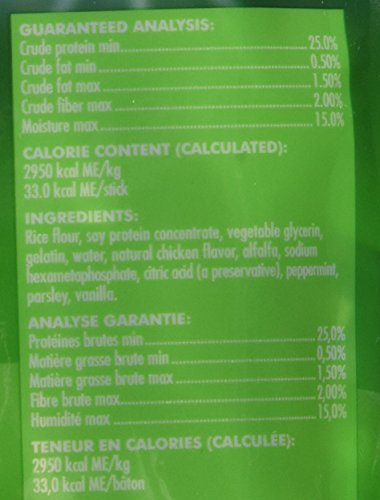 GUARANTEED ANALYSIS:
Crude protein min. 25.0%
Crude fat min 0.50%
Crude fat max 1.50%
Crude fiber max 2.00%
Moisture max 15.0%
CALORIE CONTENT (CALCULATED):
2950 kcal ME/kg
33.0 kcal ME/stick
INGREDIENTS:
Rice flour, soy protein concentrate, vegetable glycerin,
gelatin, water, natural chicken flavor, alfalfa, sodium
hexametaphosphate, citric acid (a preservative), peppermint,
parsley, vanilla.
ANALYSE GARANTIE:
Protéines brutes min 25,0%
Matière grasse brute min 0,50%
Matière grasse brute max 1,50%
Fibre brute max 2,00%
Humidité max 15,0%
TENEUR EN CALORIES (CALCULÉE):
2950 kcal ME/kg
33,0 kcal ME/bâton